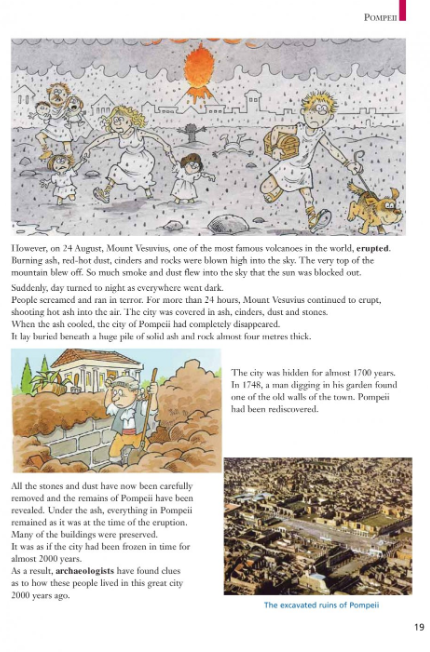 POMPEII
However, on 24 August, Mount Vesuvius, one of the most famous volcanoes in the world, erupted.
Burning ash, red-hot dust, cinders and rocks were blown high into the sky. The very top of the
mountain blew off. So much smoke and dust flew into the sky that the sun was blocked out.
Suddenly, day turned to night as everywhere went dark.
People screamed and ran in terror. For more than 24 hours, Mount Vesuvius continued to erupt,
shooting hot ash into the air. The city was covered in ash, cinders, dust and stones.
When the ash cooled, the city of Pompeii had completely disappeared.
It lay buried beneath a huge pile of solid ash and rock almost four metres thick.
The city was hidden for almost 1700 years.
In 1748, a man digging in his garden found
one of the old walls of the town. Pompeii
had been rediscovered.
All the stones and dust have now been carefully
removed and the remains of Pompeii have been
revealed. Under the ash, everything in Pompeii
remained as it was at the time of the eruption.
Many of the buildings were preserved.
It was as if the city had been frozen in time for
almost 2000 years.
As a result, archaeologists have found clues
as to how these people lived in this great city
2000 years ago.
The excavated ruins of Pompeii
19